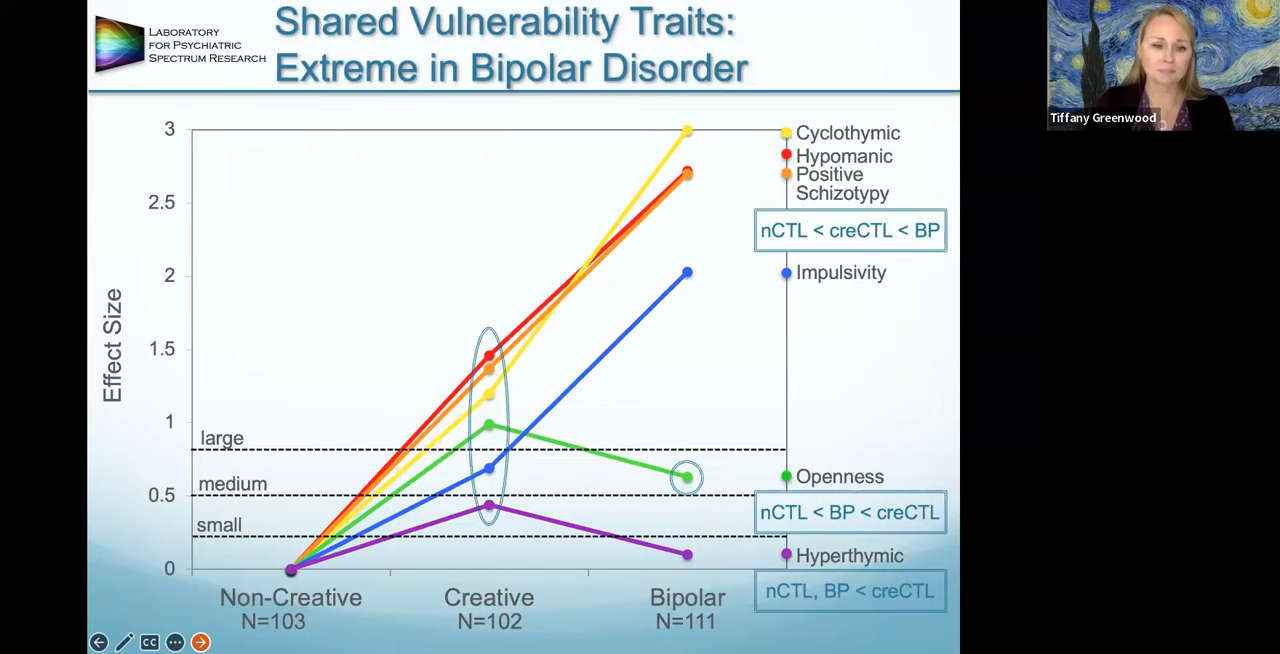 LABORATORY
FOR PSYCHIATRIC
SPECTRUM RESEARCH
Shared Vulnerability Traits:
Extreme in Bipolar Disorder
Tiffany Greenwood
Effect Size
3
2.5
2
1.5
1
0.5
0
large
medium
small
Cyclothymic
Hypomanic
Positive
Schizotypy
nCTL < creCTL < BP
Impulsivity
Openness
nCTL < BP < creCTL
Hyperthymic
nCTL, BP < creCTL
Non-Creative
N=103
Creative
N=102
Bipolar
N=111
CC